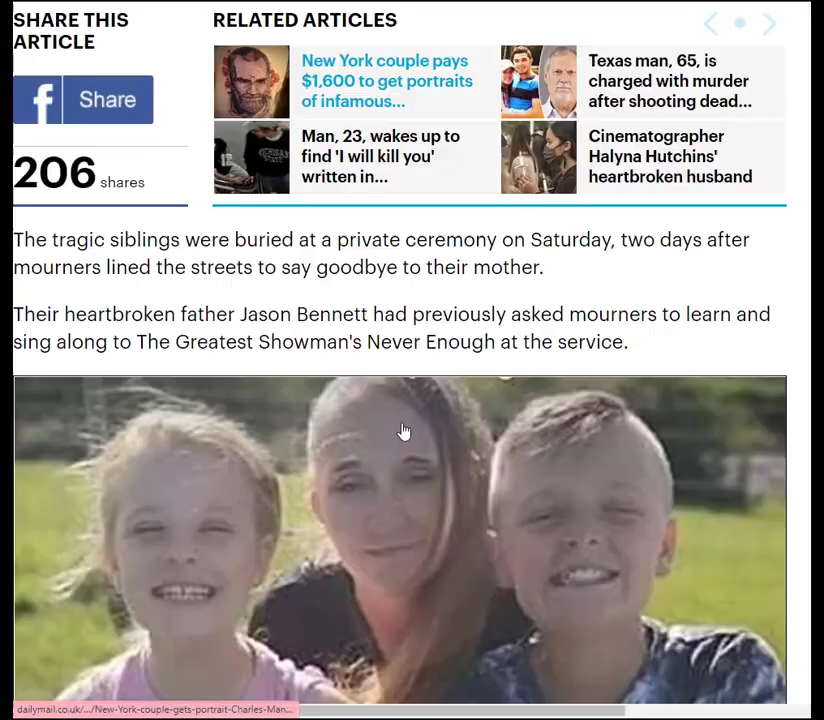 SHARE THIS
ARTICLE
f Share
206 shares
RELATED ARTICLES
New York couple pays
$1,600 to get portraits
of infamous...
Texas man, 65, is
charged with murder
after shooting dead...
Man, 23, wakes up to
find 'I will kill you'
written in...
Cinematographer
Halyna Hutchins'
heartbroken husband
The tragic siblings were buried at a private ceremony on Saturday, two days after
mourners lined the streets to say goodbye to their mother.
Their heartbroken father Jason Bennett had previously asked mourners to learn and
sing along to The Greatest Showman's Never Enough at the service.
dailymail.co.uk/.../New-York-couple-gets-portrait-Charles-Man...